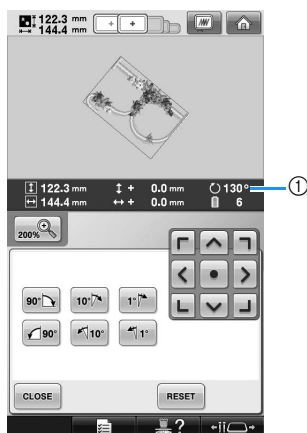 122.3 mm
144.4 mm
122.3 mm + 0.0 mm 130°
144.4 mm + 0.0 mm 6
①
200%
90° 10° 1°
90° 10° 1°
CLOSE RESET
?